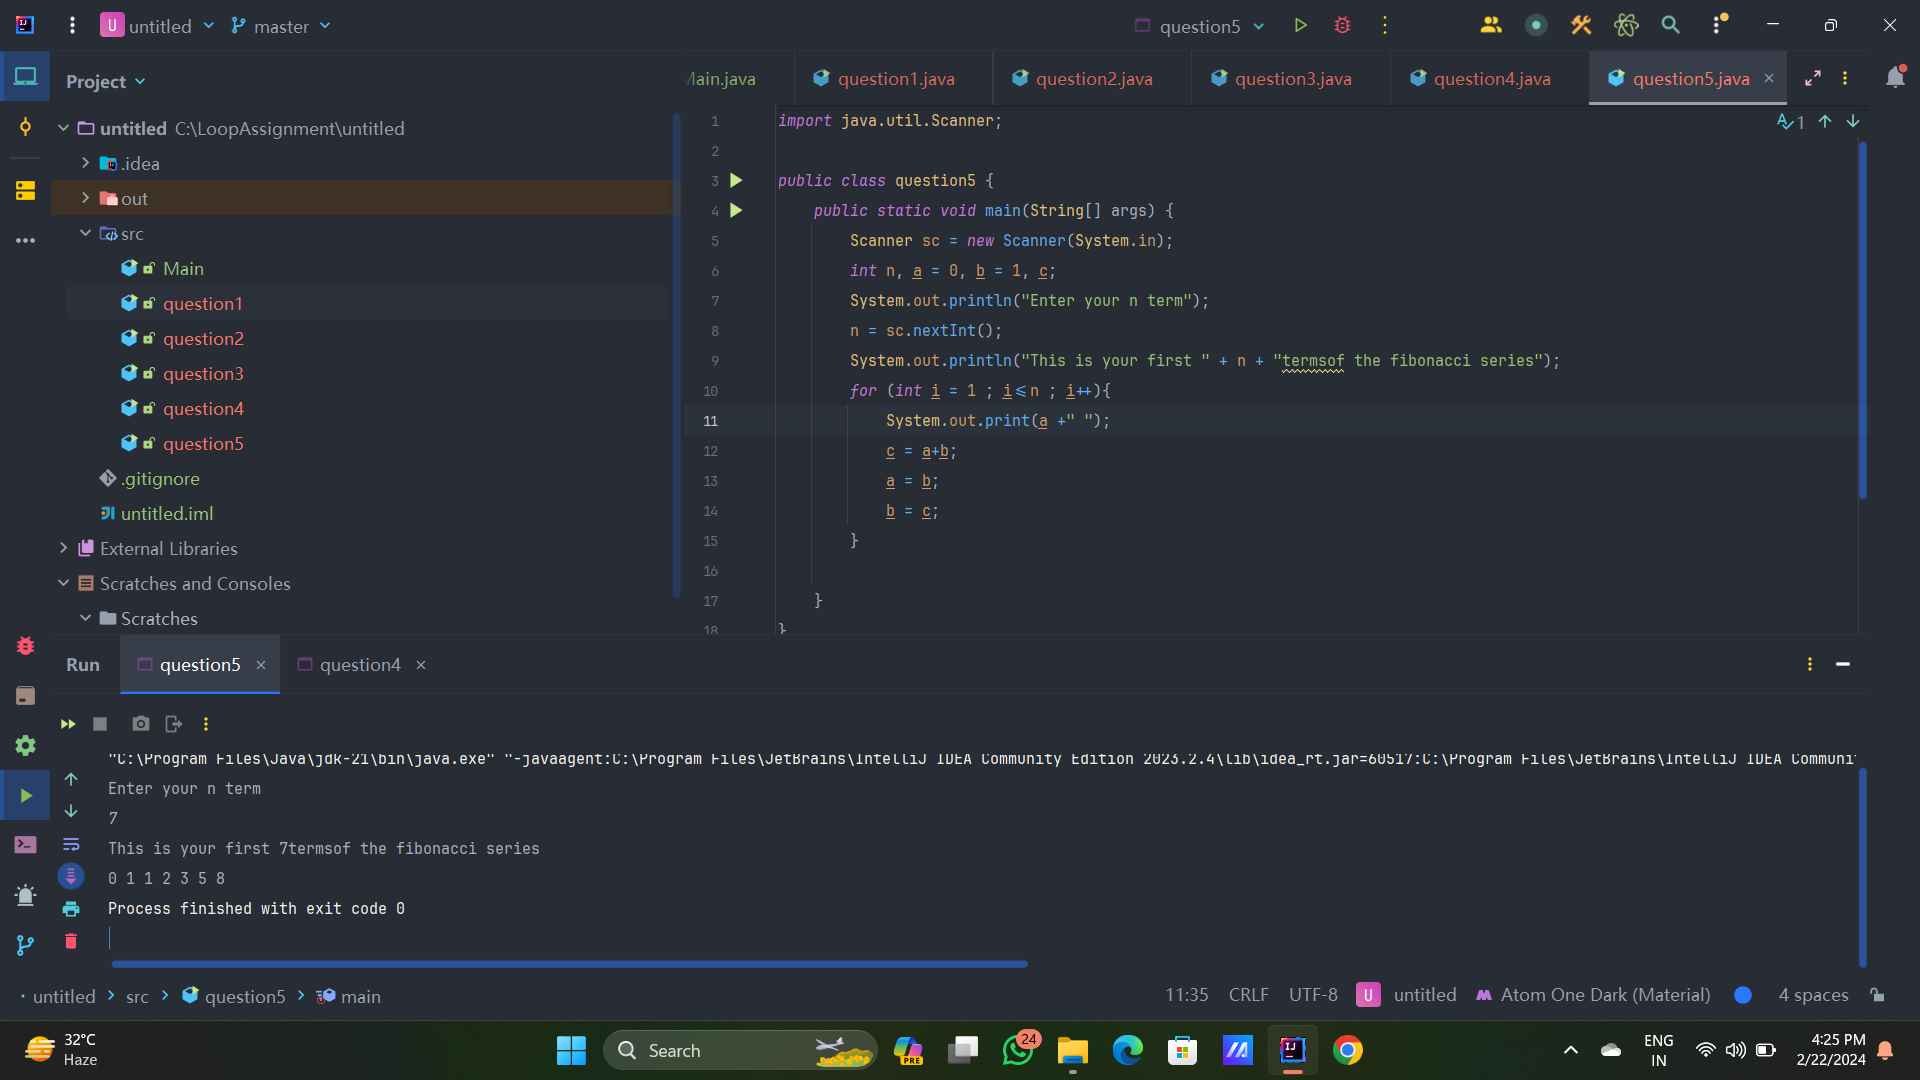 U untitled master question5
Project
Main.java question1.java question2.java question3.java question4.java question5.java
untitled C:\LoopAssignment\untitled
.idea
out
src
Main
question1
question2
question3
question4
question5
.gitignore
untitled.iml
External Libraries
Scratches and Consoles
Scratches
1
1 import java.util.Scanner;
2
3 public class question5 {
4 public static void main(String[] args) {
5 Scanner sc = new Scanner(System.in);
6 int n, a = 0, b = 1, c;
7 System.out.println("Enter your n term");
8 n = sc.nextInt();
9 System.out.println("This is your first " + n + "termsof the fibonacci series");
10 for (int i = 1 ; i<=n ; i++){
11 System.out.print(a +" ");
12 c = a+b;
13 a = b;
14 b = c;
15 }
16
17 }
18 }
Run question5 question4
"C:\Program Files\Java\jdk-21\bin\java.exe" "-javaagent:C:\Program Files\JetBrains\IntelliJ IDEA Community Edition 2023.2.4\lib\idea_rt.jar=60517:C:\Program Files\JetBrains\IntelliJ IDEA Communi
Enter your n term
7
This is your first 7termsof the fibonacci series
0 1 1 2 3 5 8
Process finished with exit code 0
untitled > src > question5 > main
11:35 CRLF UTF-8 U untitled Atom One Dark (Material) 4 spaces
32°C
Haze
Search
PRE
24
ENG
IN
4:25 PM
2/22/2024